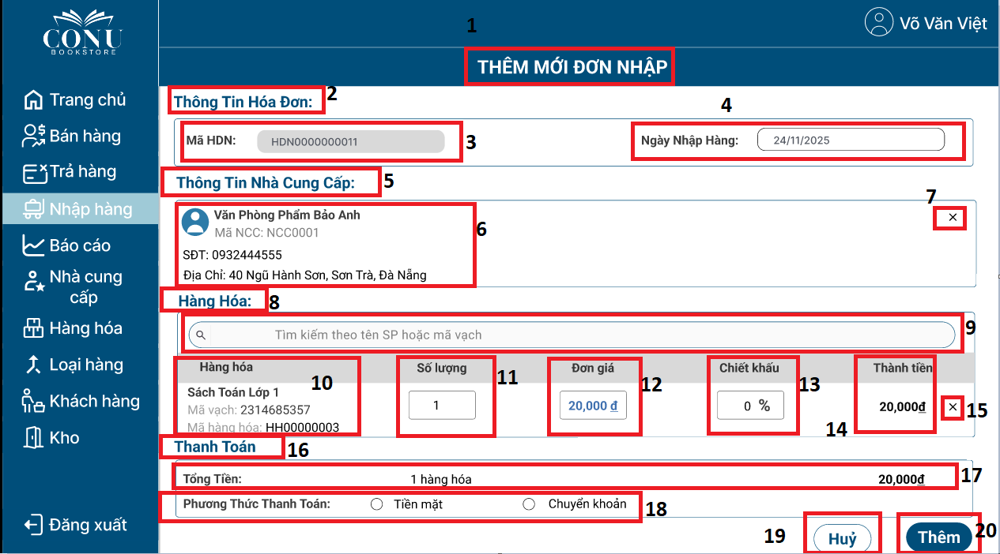 CONU
BOOKSTORE
Võ Văn Việt
1
THÊM MỚI ĐƠN NHẬP
Trang chủ
Bán hàng
Trả hàng
Nhập hàng
Báo cáo
Nhà cung
cấp
Hàng hóa
Loại hàng
Khách hàng
Kho
Đăng xuất
Thông Tin Hóa Đơn: 2
4
Mã HDN: HDN0000000011 3 Ngày Nhập Hàng: 24/11/2025
Thông Tin Nhà Cung Cấp: 5
7
Văn Phòng Phẩm Bảo Anh ×
Mã NCC: NCC0001 6
SĐT: 0932444555
Địa Chỉ: 40 Ngũ Hành Sơn, Sơn Trà, Đà Nẵng
Hàng Hóa: 8
Tìm kiếm theo tên SP hoặc mã vạch 9
Hàng hóa Số lượng Đơn giá Chiết khấu Thành tiền
10 11 12 13
Sách Toán Lớp 1 1 20,000 đ 0 % 20,000đ × 15
Mã vạch: 2314685357
Mã hàng hóa: HH00000003 14
Thanh Toán 16
Tổng Tiền: 1 hàng hóa 20,000đ 17
Phương Thức Thanh Toán: Tiền mặt Chuyển khoản 18
19 Huỷ Thêm 20